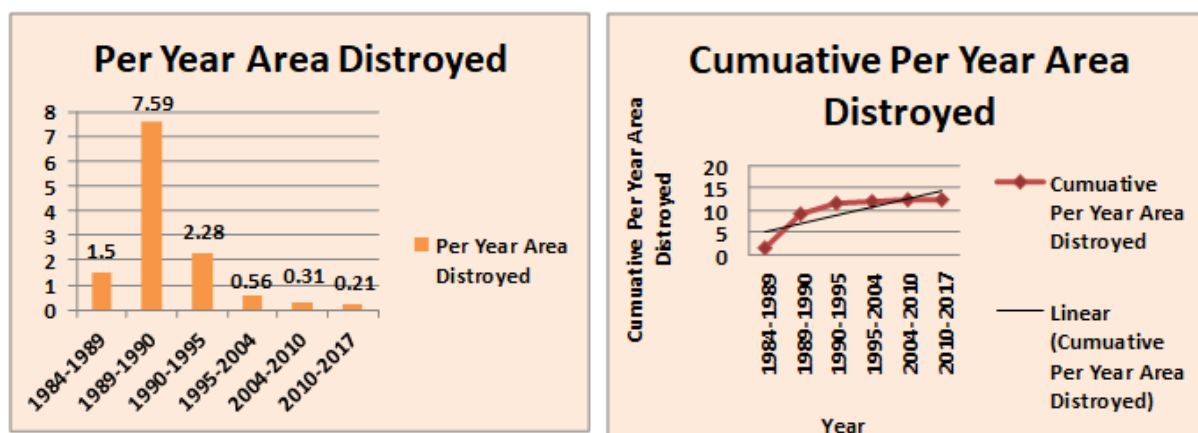 Per Year Area Distroyed
8
7
6
5
4
3
2
1
0
1.5
7.59
2.28
0.56
0.31
0.21
1984-1989
1989-1990
1990-1995
1995-2004
2004-2010
2010-2017
Per Year Area
Distroyed
Cumuative Per Year Area
Distroyed
Cumuative Per Year Area
Distroyed
20
15
10
5
0
1984-1989
1989-1990
1990-1995
1995-2004
2004-2010
2010-2017
Year
Cumuative
Per Year Area
Distroyed
Linear
(Cumuative
Per Year Area
Distroyed)